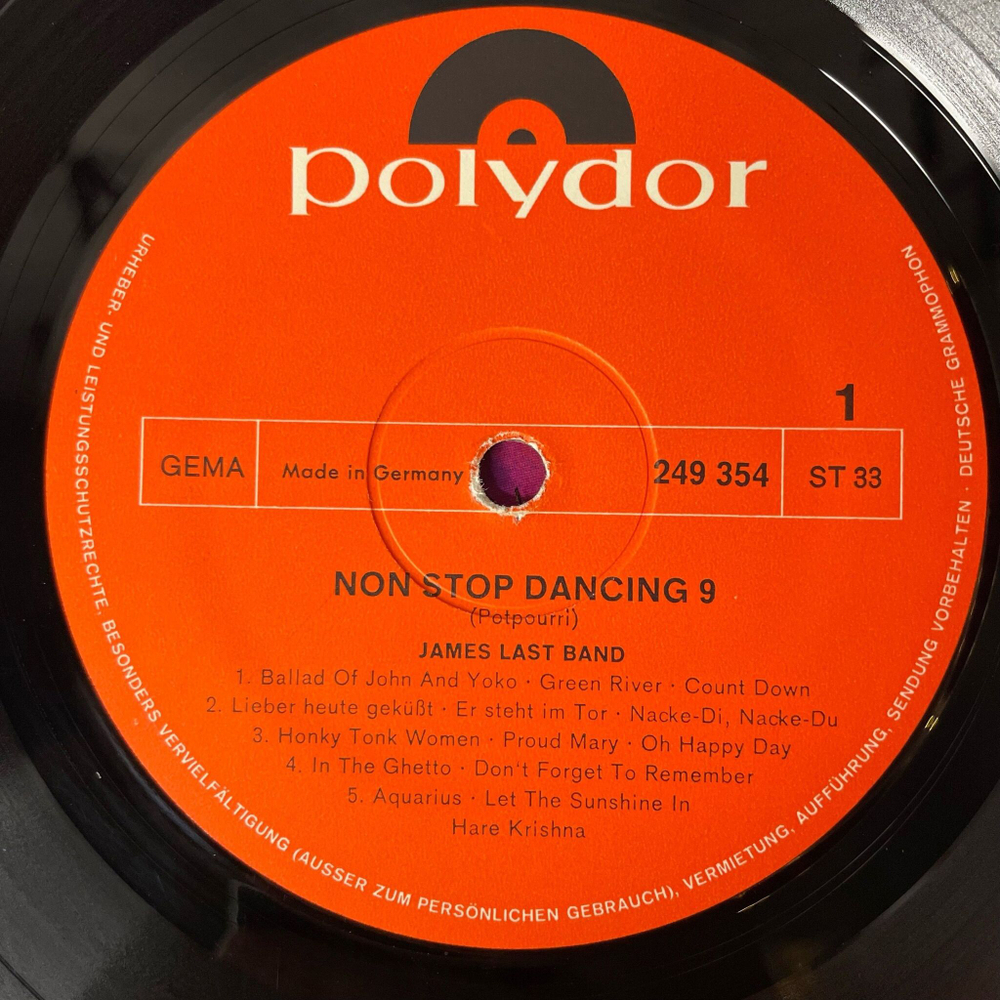 polydor
1
GEMA Made in Germany 249 354 ST 33
NON STOP DANCING 9
(Potpourri)
JAMES LAST BAND
1. Ballad Of John And Yoko · Green River · Count Down
2. Lieber heute geküßt · Er steht im Tor · Nacke-Di, Nacke-Du
3. Honky Tonk Women · Proud Mary · Oh Happy Day
4. In The Ghetto · Don't Forget To Remember
5. Aquarius · Let The Sunshine In
Hare Krishna
URHEBER- UND LEISTUNGSSCHUTZRECHTE, BESONDERS VERVIELFÄLTIGUNG (AUSSER ZUM PERSÖNLICHEN GEBRAUCH), VERMIETUNG, AUFFÜHRUNG, SENDUNG VORBEHALTEN · DEUTSCHE GRAMMOPHON